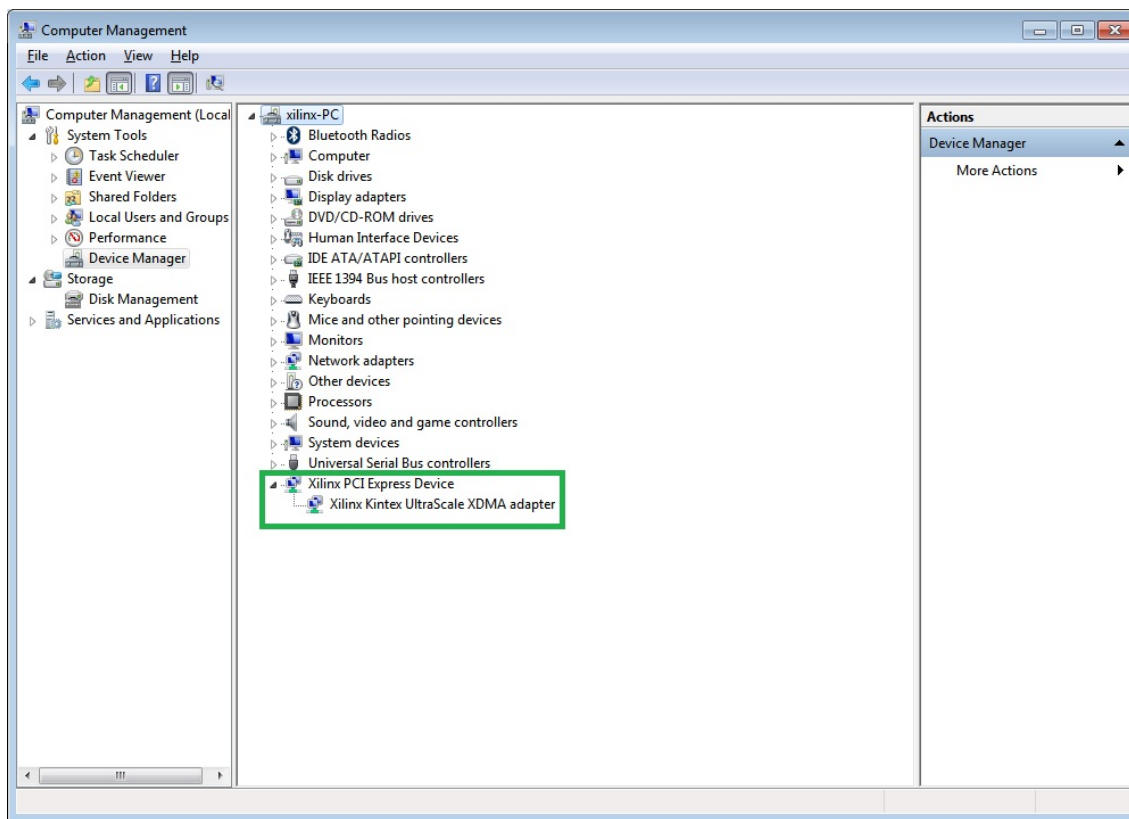 Computer Management
File Action View Help
Computer Management (Local
System Tools
Task Scheduler
Event Viewer
Shared Folders
Local Users and Groups
Performance
Device Manager
Storage
Disk Management
Services and Applications
xilinx-PC
Bluetooth Radios
Computer
Disk drives
Display adapters
DVD/CD-ROM drives
Human Interface Devices
IDE ATA/ATAPI controllers
IEEE 1394 Bus host controllers
Keyboards
Mice and other pointing devices
Monitors
Network adapters
Other devices
Processors
Sound, video and game controllers
System devices
Universal Serial Bus controllers
Xilinx PCI Express Device
Xilinx Kintex UltraScale XDMA adapter
Actions
Device Manager
More Actions